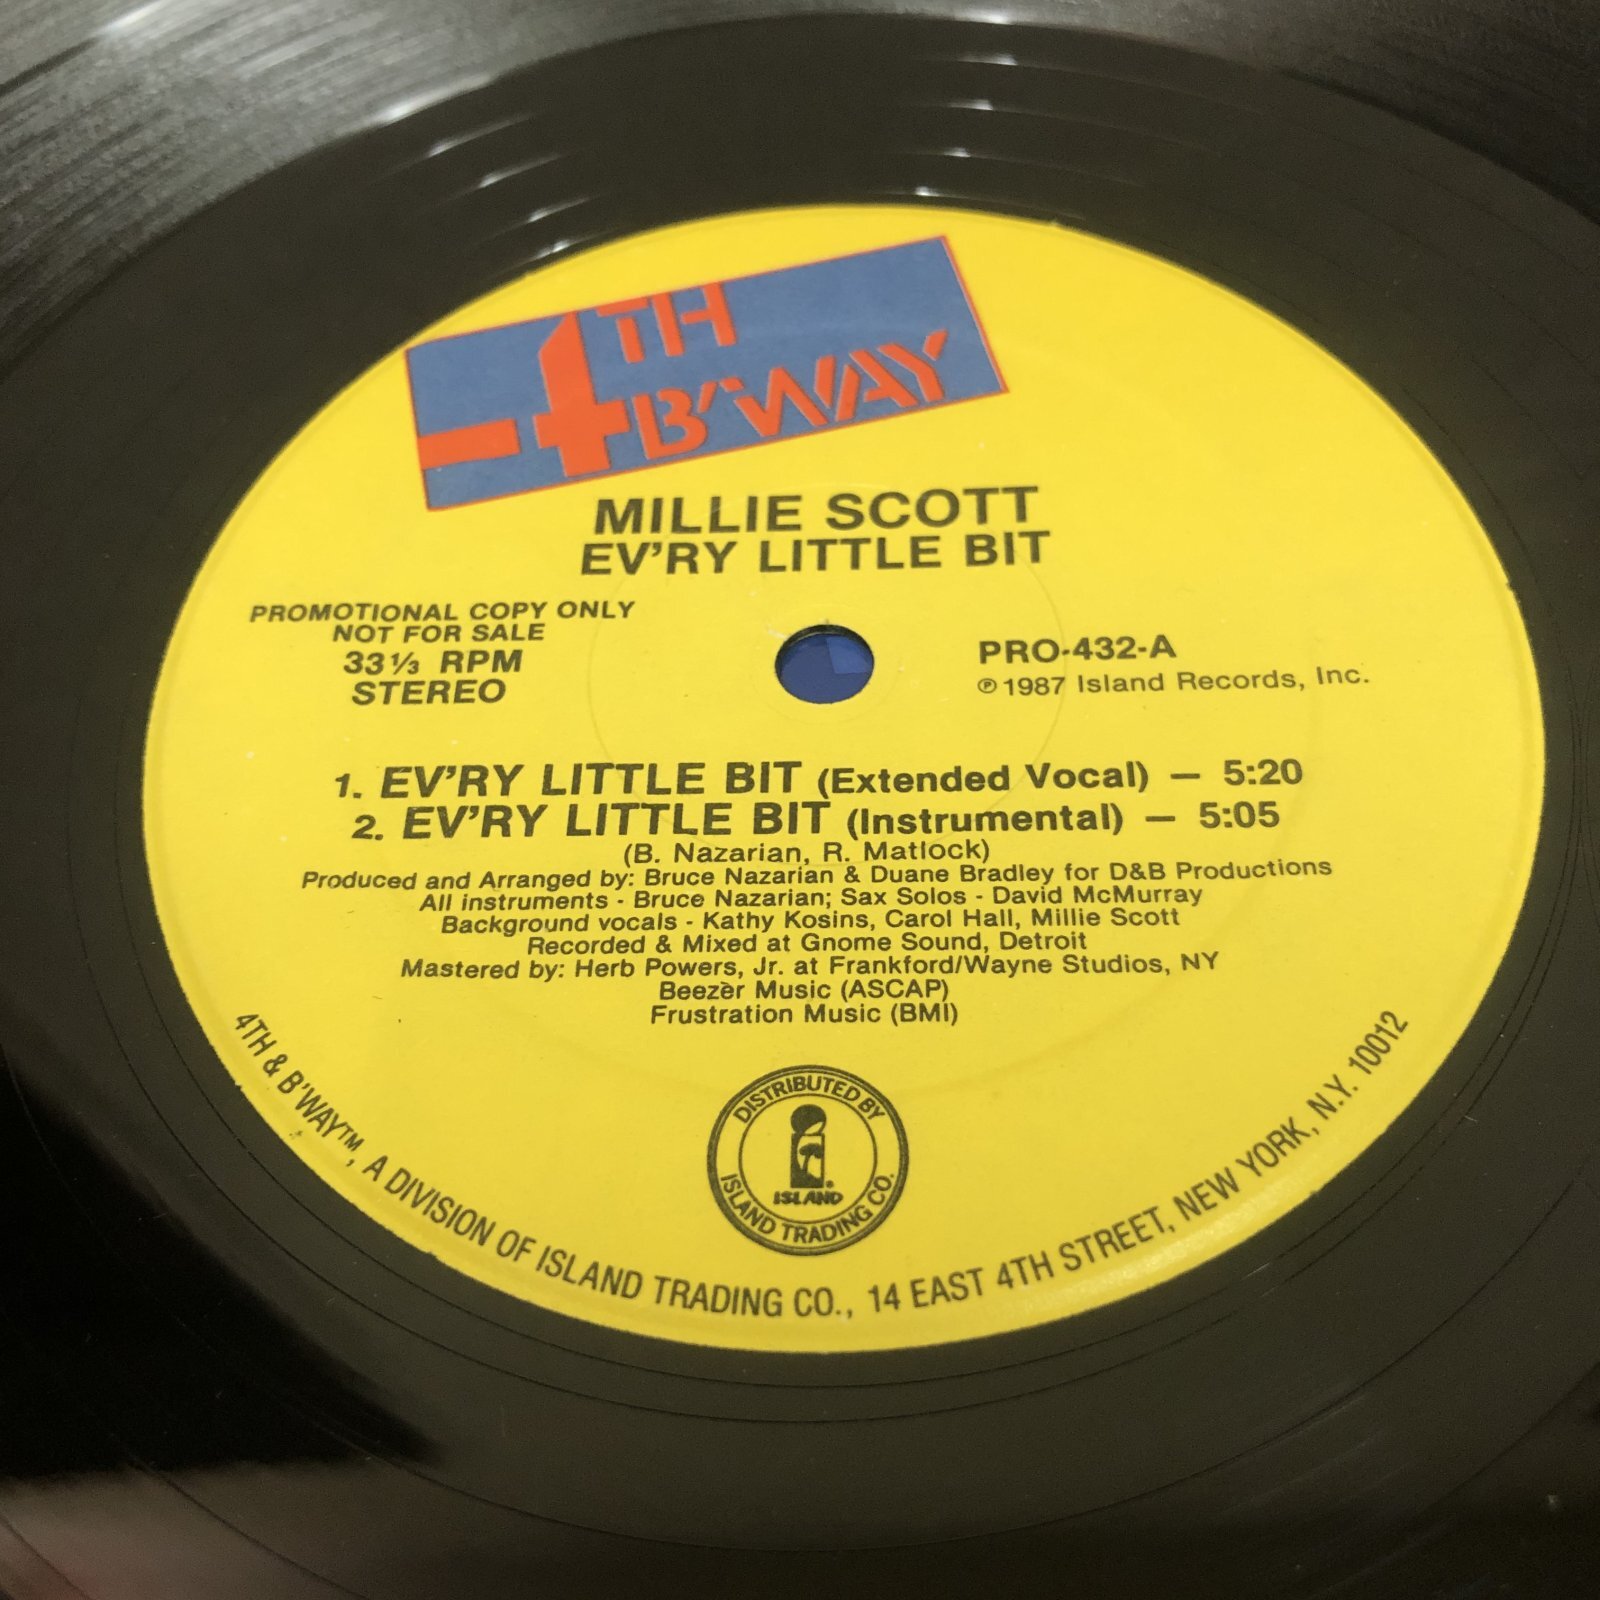 4TH
B'WAY
MILLIE SCOTT
EV'RY LITTLE BIT
PROMOTIONAL COPY ONLY
NOT FOR SALE
33⅓ RPM
STEREO
PRO-432-A
℗1987 Island Records, Inc.
1. EV'RY LITTLE BIT (Extended Vocal) — 5:20
2. EV'RY LITTLE BIT (Instrumental) — 5:05
(B. Nazarian, R. Matlock)
Produced and Arranged by: Bruce Nazarian & Duane Bradley for D&B Productions
All instruments - Bruce Nazarian; Sax Solos - David McMurray
Background vocals - Kathy Kosins, Carol Hall, Millie Scott
Recorded & Mixed at Gnome Sound, Detroit
Mastered by: Herb Powers, Jr. at Frankford/Wayne Studios, NY
Beezer Music (ASCAP)
Frustration Music (BMI)
DISTRIBUTED BY
ISLAND®
ISLAND TRADING CO.
4TH & B'WAY™, A DIVISION OF ISLAND TRADING CO., 14 EAST 4TH STREET, NEW YORK, N.Y. 10012